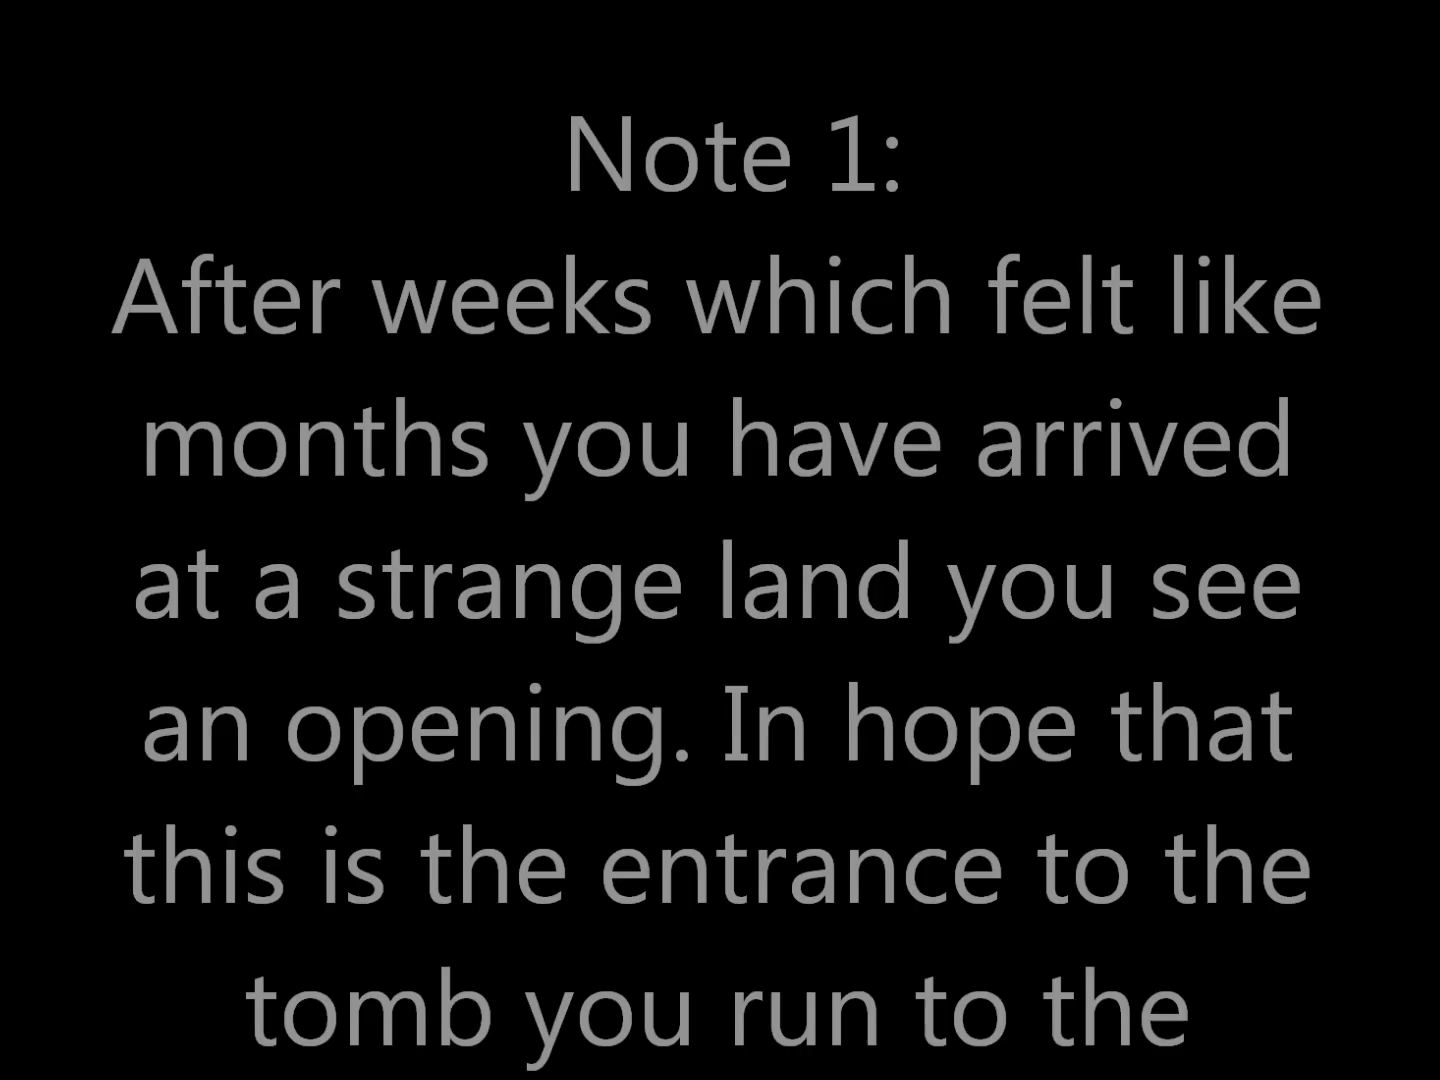 Note 1:
After weeks which felt like
months you have arrived
at a strange land you see
an opening. In hope that
this is the entrance to the
tomb you run to the